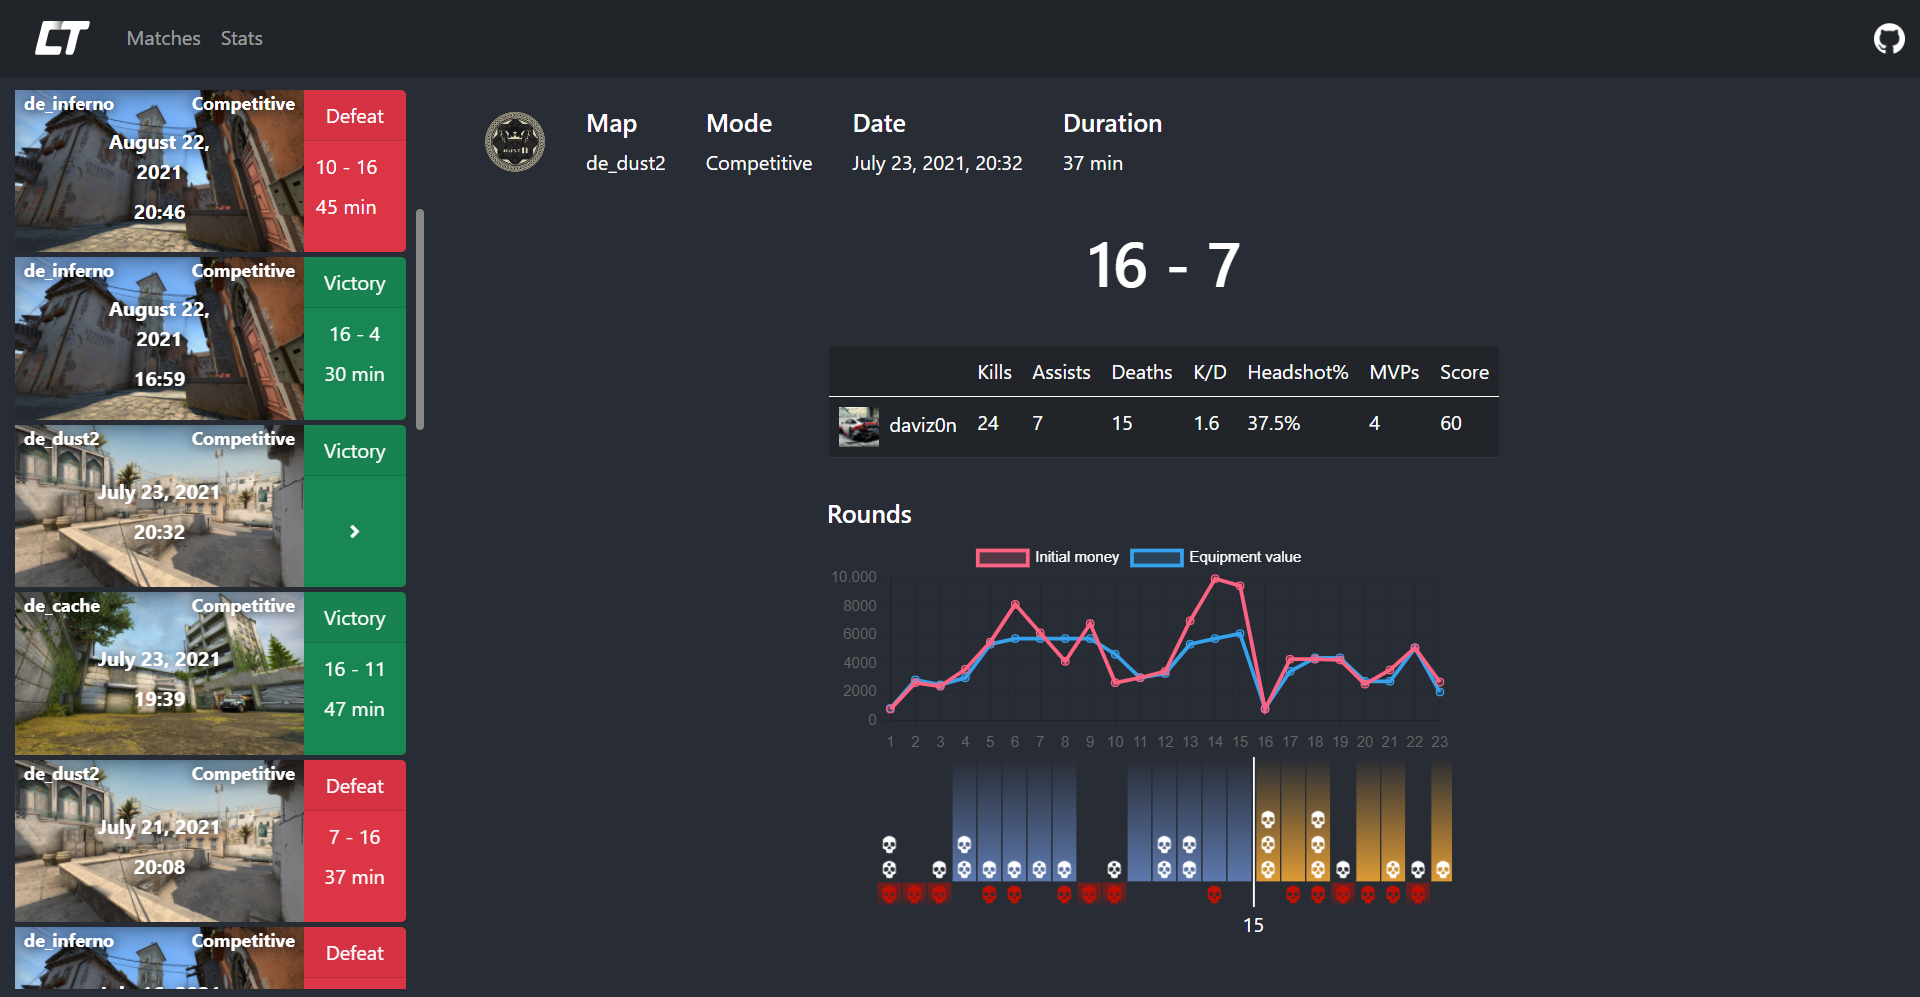 CT Matches Stats
de_inferno Competitive
August 22,
2021
20:46
Defeat
10 - 16
45 min
de_inferno Competitive
August 22,
2021
16:59
Victory
16 - 4
30 min
de_dust2 Competitive
July 23, 2021
20:32
Victory
de_cache Competitive
July 23, 2021
19:39
Victory
16 - 11
47 min
de_dust2 Competitive
July 21, 2021
20:08
Defeat
7 - 16
37 min
de_inferno Competitive
Defeat
DUST II
Map Mode Date Duration
de_dust2 Competitive July 23, 2021, 20:32 37 min
16 - 7
Kills Assists Deaths K/D Headshot% MVPs Score
daviz0n 24 7 15 1.6 37.5% 4 60
Rounds
Initial money Equipment value
10.000
8000
6000
4000
2000
0
1 2 3 4 5 6 7 8 9 10 11 12 13 14 15 16 17 18 19 20 21 22 23
15